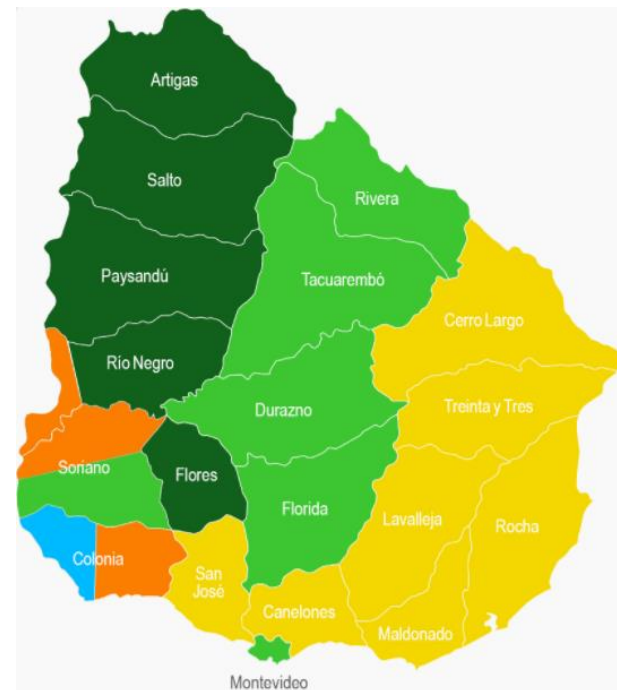 Artigas
Salto
Rivera
Paysandú
Tacuarembó
Cerro Largo
Río Negro
Durazno
Treinta y Tres
Soriano
Flores
Florida
Lavalleja
Rocha
Colonia
San
José
Canelones
Maldonado
Montevideo